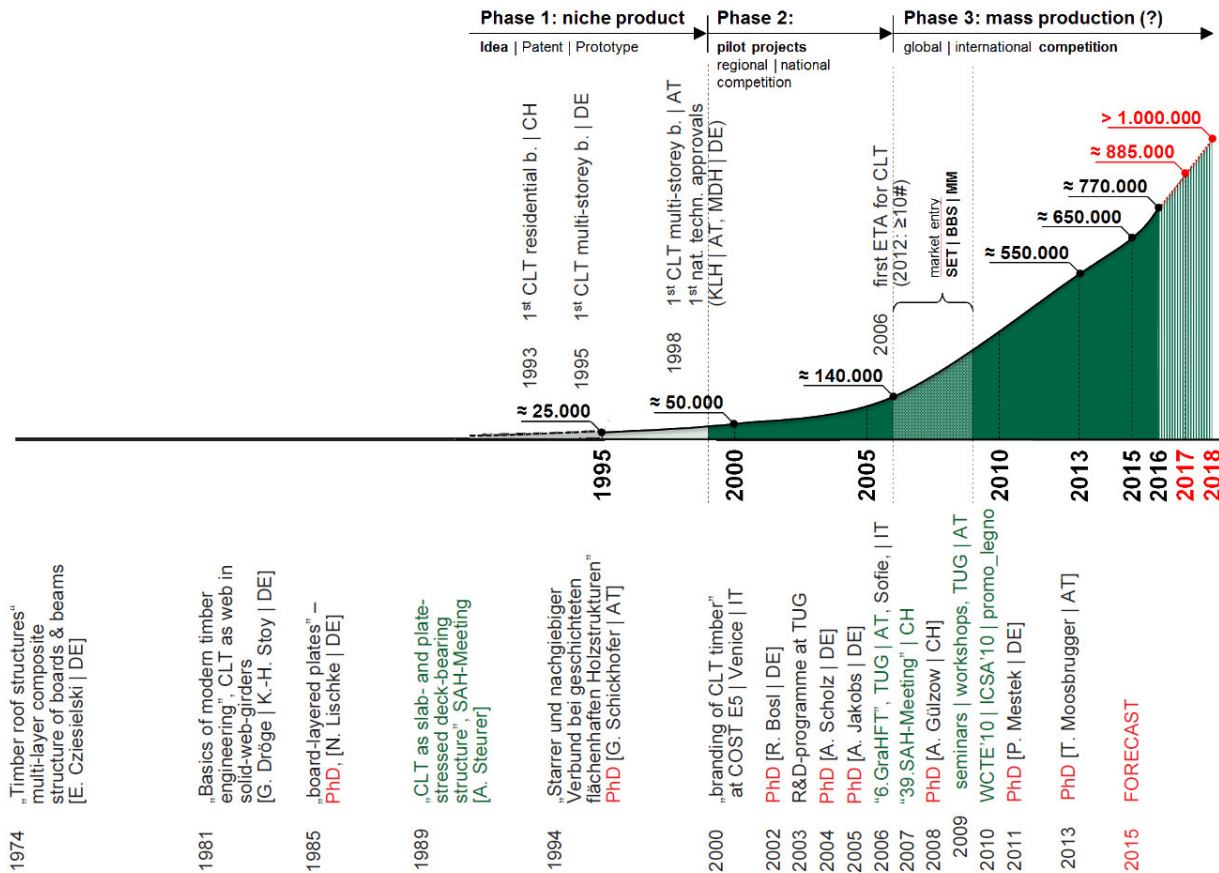 Phase 1: niche product
Idea | Patent | Prototype
Phase 2:
pilot projects
regional | national
competition
Phase 3: mass production (?)
global | international competition
1993 1st CLT residential b. | CH
1995 1st CLT multi-storey b. | DE
1998 1st CLT multi-storey b. | AT
1st nat. techn. approvals
(KLH | AT, MDH | DE)
2006 first ETA for CLT
(2012: ≥10#)
market entry
SET | BBS | MM
≈ 25.000
≈ 50.000
≈ 140.000
≈ 550.000
≈ 650.000
≈ 770.000
≈ 885.000
> 1.000.000
1995
2000
2005
2010
2013
2015
2016
2017
2018
1974 „Timber roof structures“
multi-layer composite
structure of boards & beams
[E. Cziesielski | DE]
1981 „Basics of modern timber
engineering”, CLT as web in
solid-web-girders
[G. Dröge | K.-H. Stoy | DE]
1985 „board-layered plates” –
PhD, [N. Lischke | DE]
1989 „CLT as slab- and plate-
stressed deck-bearing
structure”, SAH-Meeting
[A. Steurer]
1994 „Starrer und nachgiebiger
Verbund bei geschichteten
flächenhaften Holzstrukturen”
PhD [G. Schickhofer | AT]
2000 „branding of CLT timber”
at COST E5 | Venice | IT
2002 PhD [R. Bosl | DE]
2003 R&D-programme at TUG
2004 PhD [A. Scholz | DE]
2005 PhD [A. Jakobs | DE]
2006 “6.GraHFT”, TUG | AT, Sofie, | IT
2007 “39.SAH-Meeting” | CH
2008 PhD [A. Gülzow | CH]
2009 seminars | workshops, TUG | AT
2010 WCTE’10 | ICSA’10 | promo_legno
2011 PhD [P. Mestek | DE]
2013 PhD [T. Moosbrugger | AT]
2015 FORECAST